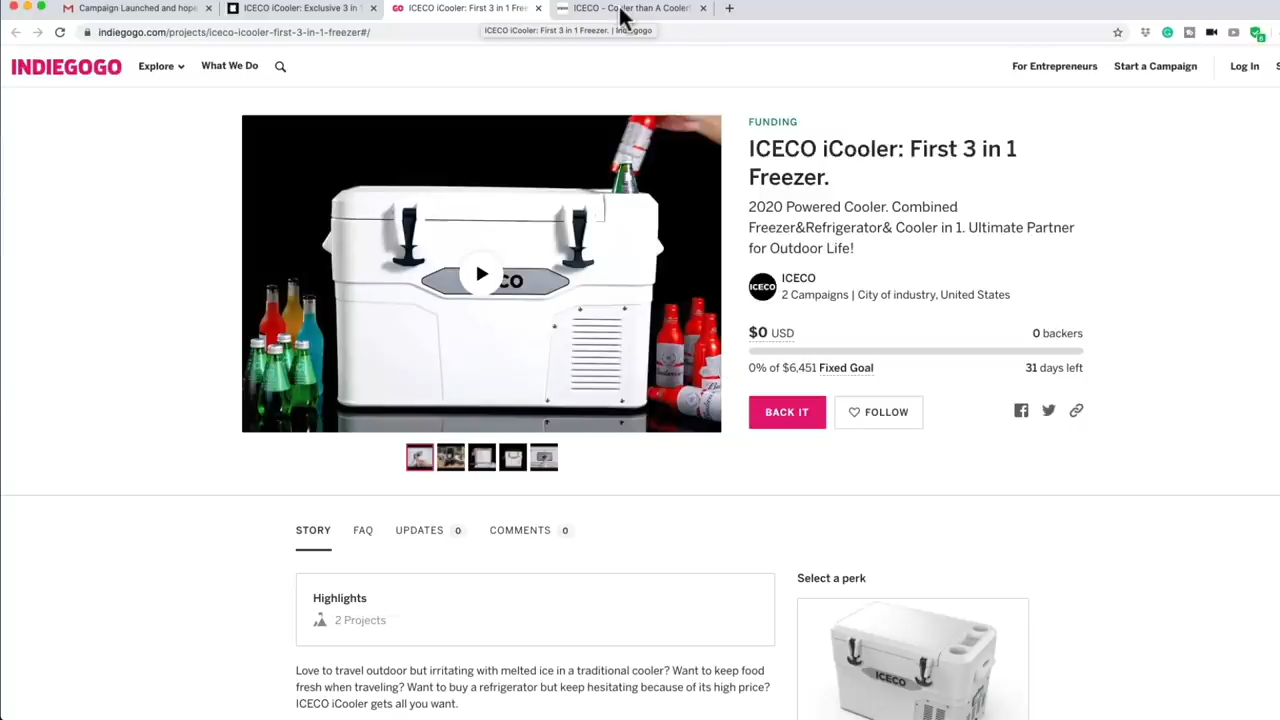 Campaign Launched and hope
ICECO iCooler: Exclusive 3 in 1
ICECO iCooler: First 3 in 1 Free
ICECO - Cooler than A Cooler!
indiegogo.com/projects/iceco-icooler-first-3-in-1-freezer#/
ICECO iCooler: First 3 in 1 Freezer. | Indiegogo
INDIEGOGO
Explore
What We Do
For Entrepreneurs
Start a Campaign
Log In
FUNDING
ICECO iCooler: First 3 in 1
Freezer.
2020 Powered Cooler. Combined
Freezer&Refrigerator& Cooler in 1. Ultimate Partner
for Outdoor Life!
ICECO
ICECO
2 Campaigns | City of industry, United States
$0 USD
0 backers
0% of $6,451 Fixed Goal
31 days left
BACK IT
FOLLOW
STORY
FAQ
UPDATES 0
COMMENTS 0
Highlights
2 Projects
Select a perk
ICECO
Love to travel outdoor but irritating with melted ice in a traditional cooler? Want to keep food
fresh when traveling? Want to buy a refrigerator but keep hesitating because of its high price?
ICECO iCooler gets all you want.